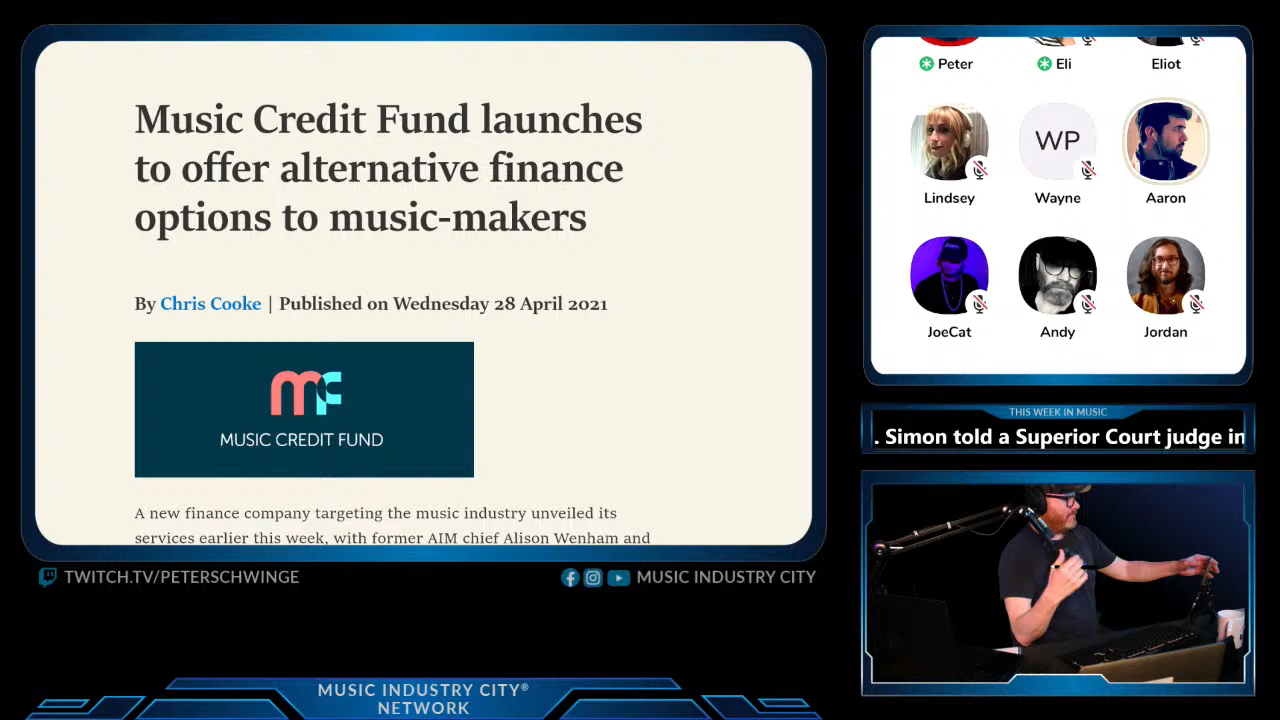 Music Credit Fund launches
to offer alternative finance
options to music-makers
By Chris Cooke | Published on Wednesday 28 April 2021
mcf
MUSIC CREDIT FUND
A new finance company targeting the music industry unveiled its
services earlier this week, with former AIM chief Alison Wenham and
TWITCH.TV/PETERSCHWINGE
MUSIC INDUSTRY CITY
MUSIC INDUSTRY CITY®
NETWORK
Peter
Eli
Eliot
WP
Lindsey
Wayne
Aaron
JoeCat
Andy
Jordan
THIS WEEK IN MUSIC
. Simon told a Superior Court judge in